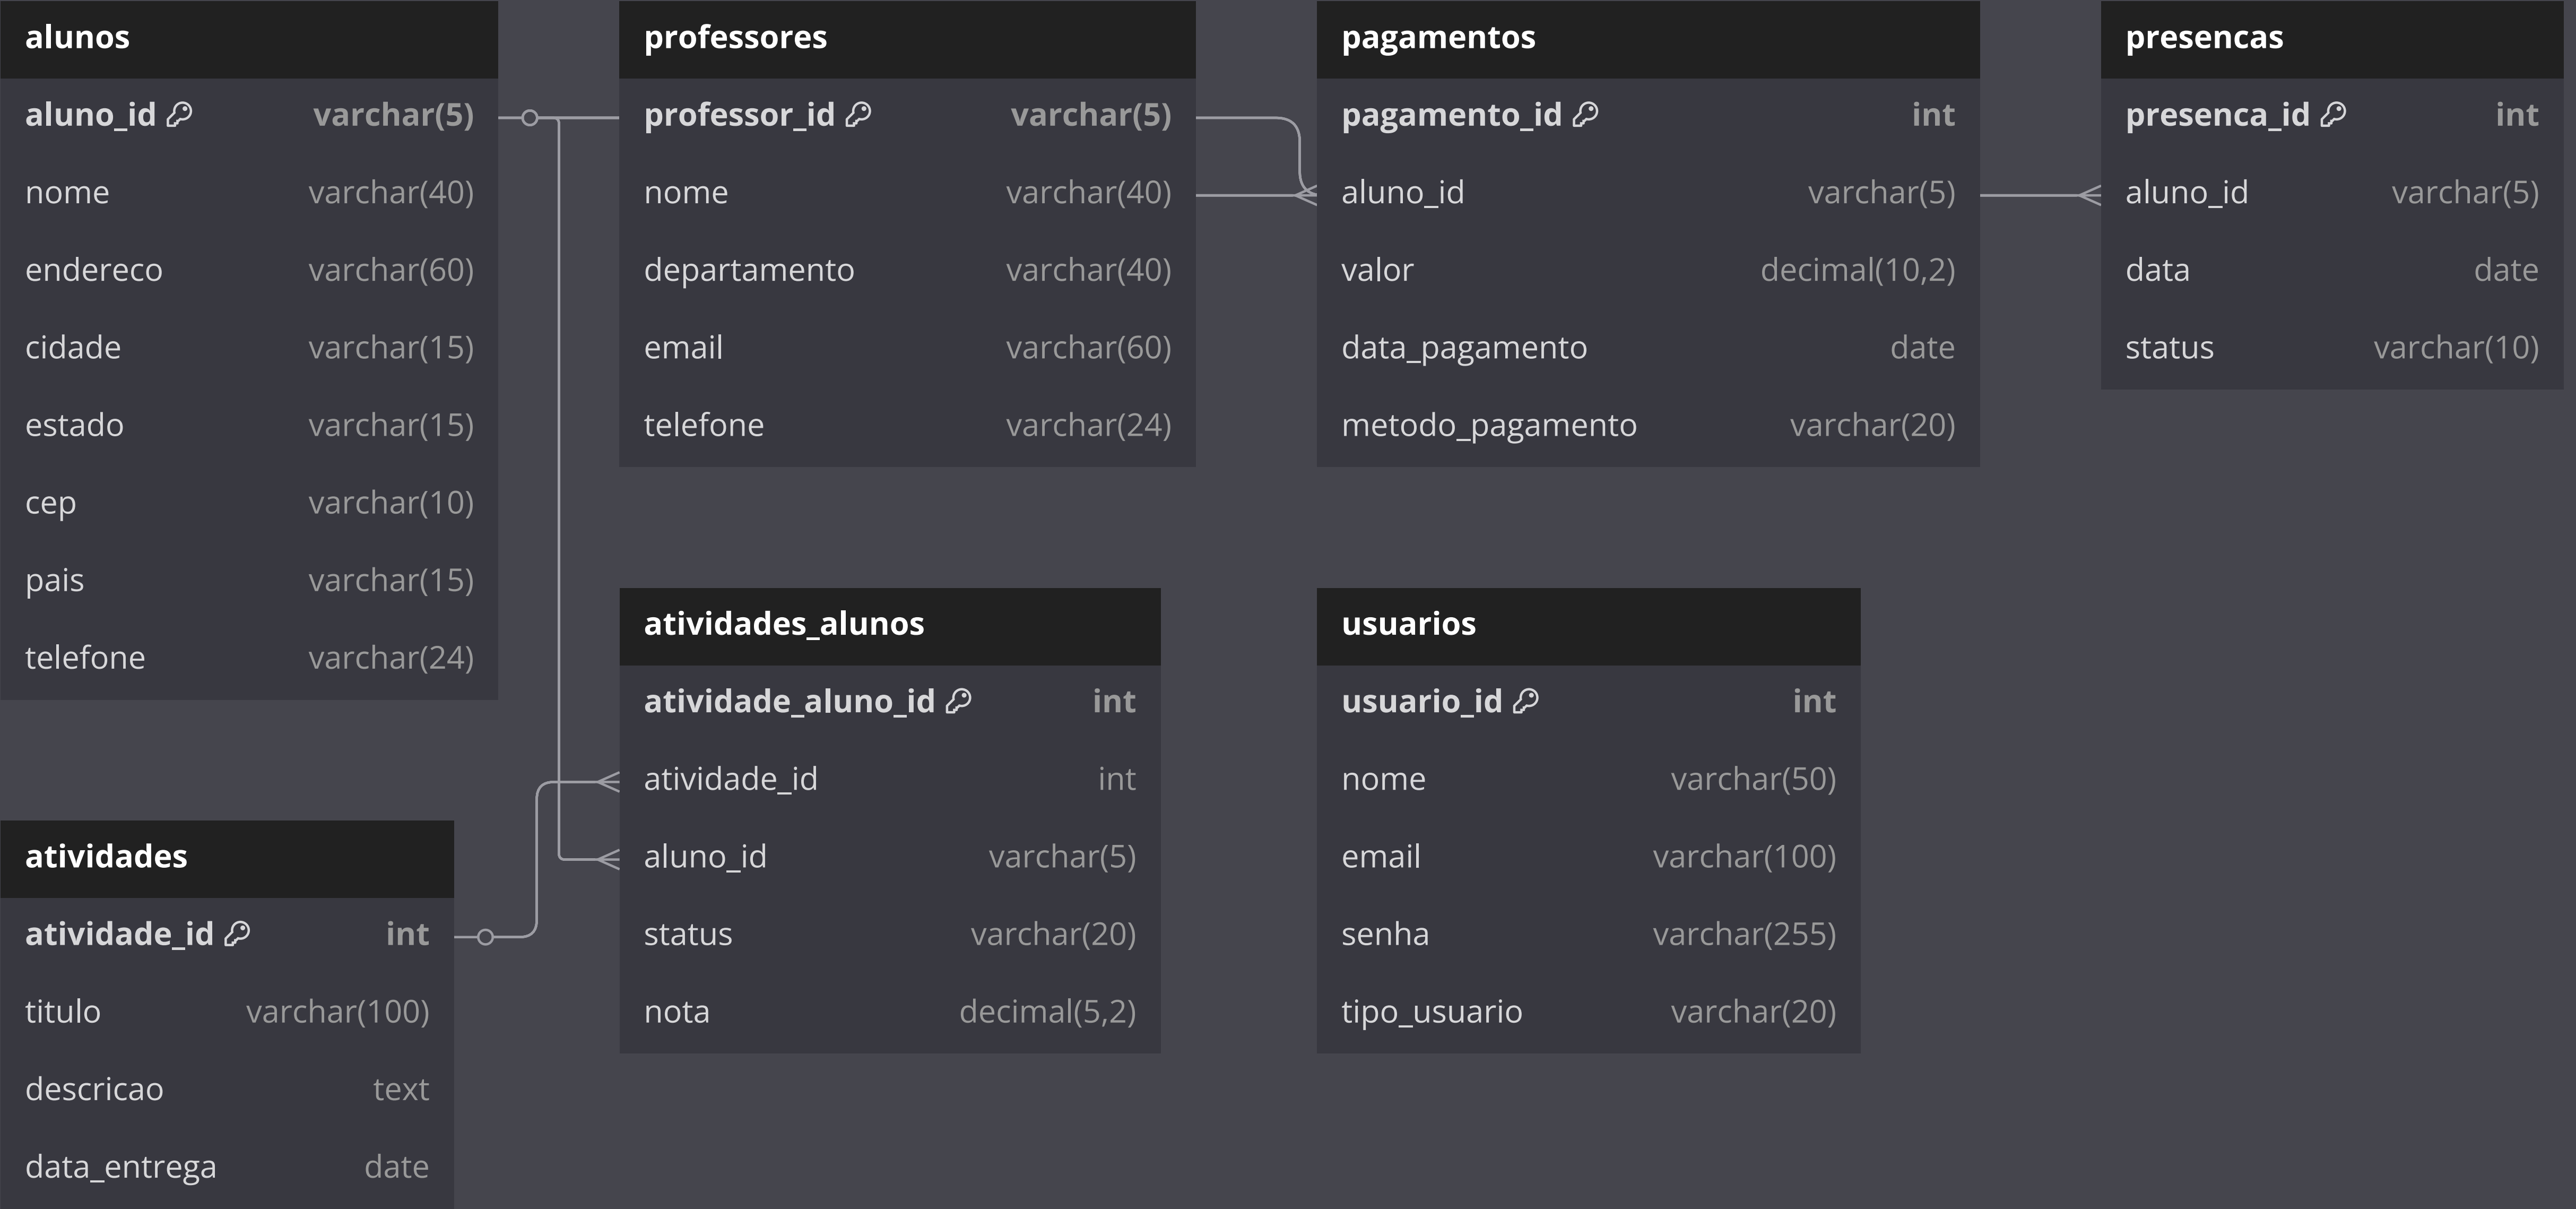 alunos
aluno_id varchar(5)
nome varchar(40)
endereco varchar(60)
cidade varchar(15)
estado varchar(15)
cep varchar(10)
pais varchar(15)
telefone varchar(24)
professores
professor_id varchar(5)
nome varchar(40)
departamento varchar(40)
email varchar(60)
telefone varchar(24)
pagamentos
pagamento_id int
aluno_id varchar(5)
valor decimal(10,2)
data_pagamento date
metodo_pagamento varchar(20)
presencas
presenca_id int
aluno_id varchar(5)
data date
status varchar(10)
atividades
atividade_id int
titulo varchar(100)
descricao text
data_entrega date
atividades_alunos
atividade_aluno_id int
atividade_id int
aluno_id varchar(5)
status varchar(20)
nota decimal(5,2)
usuarios
usuario_id int
nome varchar(50)
email varchar(100)
senha varchar(255)
tipo_usuario varchar(20)